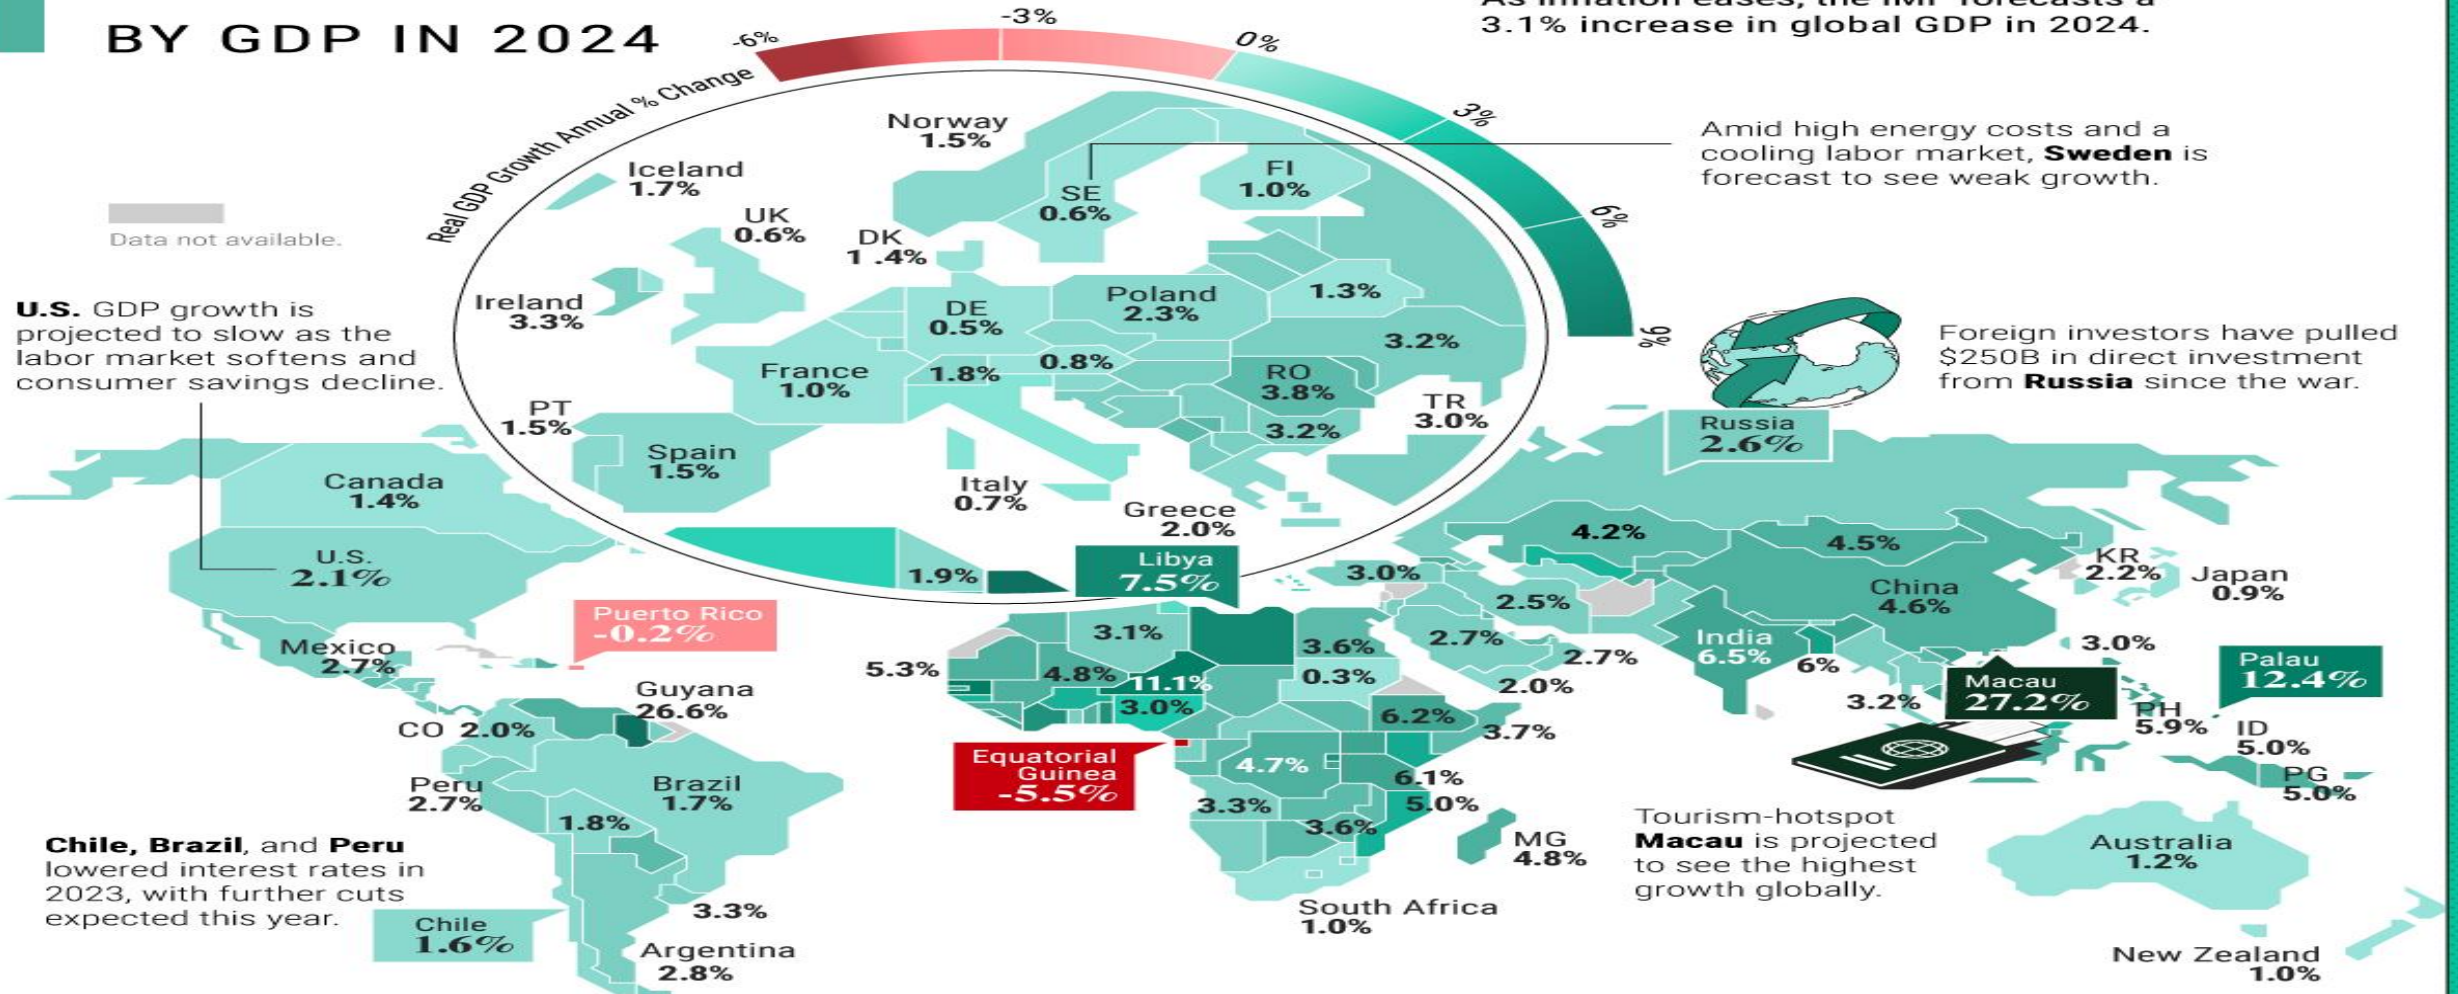 BY GDP IN 2024
As inflation eases, the IMF forecasts a
3.1% increase in global GDP in 2024.
-6%
-3%
0%
3%
6%
9%
Real GDP Growth Annual % Change
Data not available.
Amid high energy costs and a
cooling labor market, Sweden is
forecast to see weak growth.
U.S. GDP growth is
projected to slow as the
labor market softens and
consumer savings decline.
Foreign investors have pulled
$250B in direct investment
from Russia since the war.
Norway
1.5%
Iceland
1.7%
SE
0.6%
FI
1.0%
UK
0.6%
DK
1.4%
Ireland
3.3%
DE
0.5%
Poland
2.3%
1.3%
3.2%
France
1.0%
1.8%
0.8%
RO
3.8%
3.2%
TR
3.0%
PT
1.5%
Spain
1.5%
Italy
0.7%
Greece
2.0%
1.9%
Libya
7.5%
Russia
2.6%
Canada
1.4%
U.S.
2.1%
Puerto Rico
-0.2%
Mexico
2.7%
Guyana
26.6%
CO 2.0%
Peru
2.7%
Brazil
1.7%
1.8%
3.3%
Chile
1.6%
Argentina
2.8%
Chile, Brazil, and Peru
lowered interest rates in
2023, with further cuts
expected this year.
5.3%
3.1%
3.6%
4.8%
11.1%
0.3%
3.0%
6.2%
3.7%
Equatorial
Guinea
-5.5%
4.7%
6.1%
3.3%
5.0%
3.6%
MG
4.8%
South Africa
1.0%
3.0%
2.5%
2.7%
2.7%
2.0%
4.2%
4.5%
China
4.6%
India
6.5%
6%
KR
2.2%
Japan
0.9%
3.0%
3.2%
Macau
27.2%
Palau
12.4%
PH
5.9%
ID
5.0%
PG
5.0%
Tourism-hotspot
Macau is projected
to see the highest
growth globally.
Australia
1.2%
New Zealand
1.0%